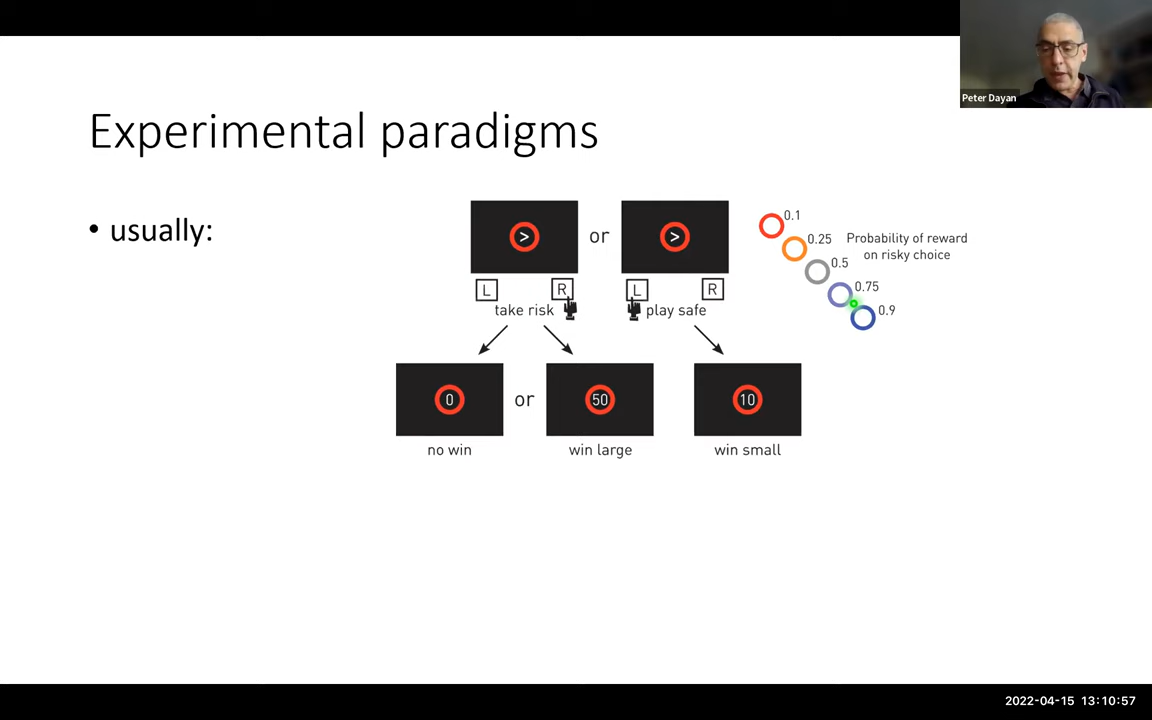 Peter Dayan
Experimental paradigms
• usually:
> or >
L R L R
take risk play safe
0.1
0.25
0.5
0.75
0.9
Probability of reward
on risky choice
0 or 50 10
no win win large win small
2022-04-15 13:10:57